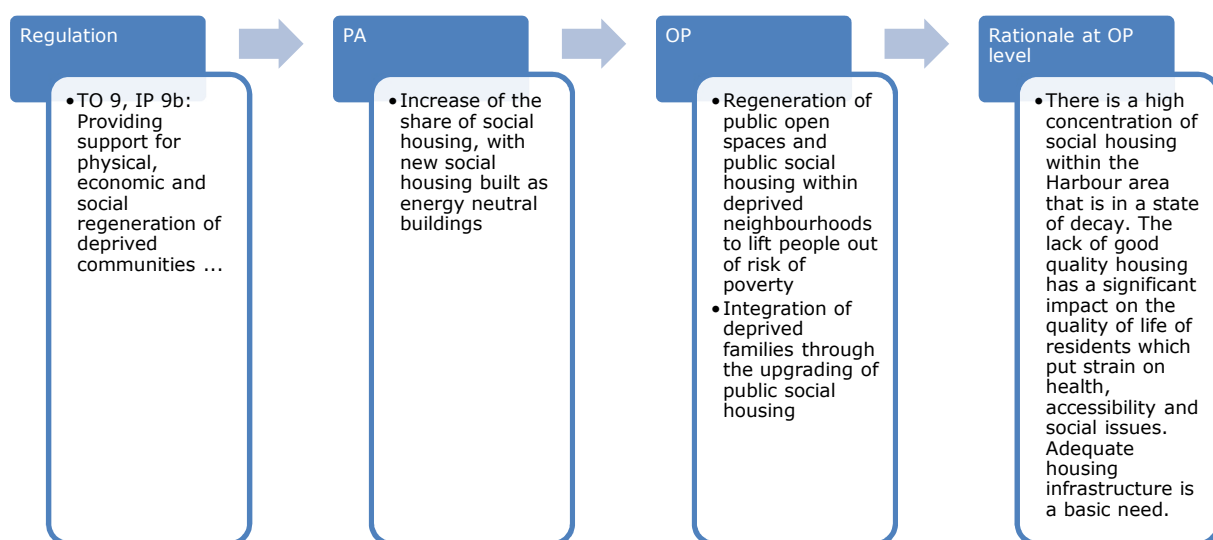 Regulation
•TO 9, IP 9b:
Providing
support for
physical,
economic and
social
regeneration of
deprived
communities ...
PA
•Increase of the
share of social
housing, with
new social
housing built as
energy neutral
buildings
OP
•Regeneration of
public open
spaces and
public social
housing within
deprived
neighbourhoods
to lift people out
of risk of
poverty
•Integration of
deprived
families through
the upgrading of
public social
housing
Rationale at OP
level
•There is a high
concentration of
social housing
within the
Harbour area
that is in a state
of decay. The
lack of good
quality housing
has a significant
impact on the
quality of life of
residents which
put strain on
health,
accessibility and
social issues.
Adequate
housing
infrastructure is
a basic need.